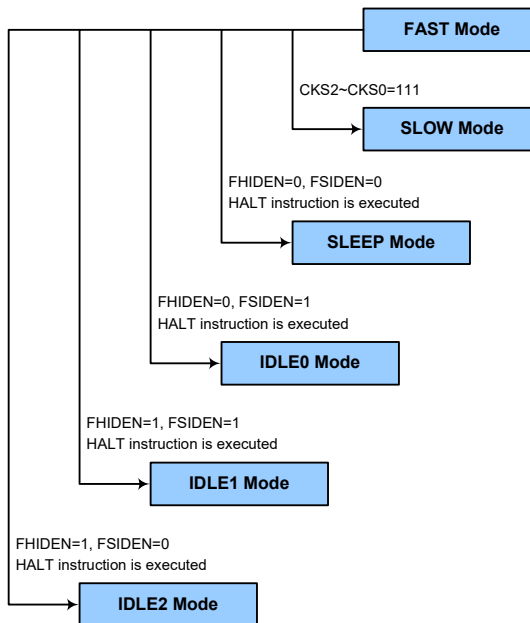 FAST Mode
CKS2~CKS0=111
SLOW Mode
FHIDEN=0, FSIDEN=0
HALT instruction is executed
SLEEP Mode
FHIDEN=0, FSIDEN=1
HALT instruction is executed
IDLE0 Mode
FHIDEN=1, FSIDEN=1
HALT instruction is executed
IDLE1 Mode
FHIDEN=1, FSIDEN=0
HALT instruction is executed
IDLE2 Mode